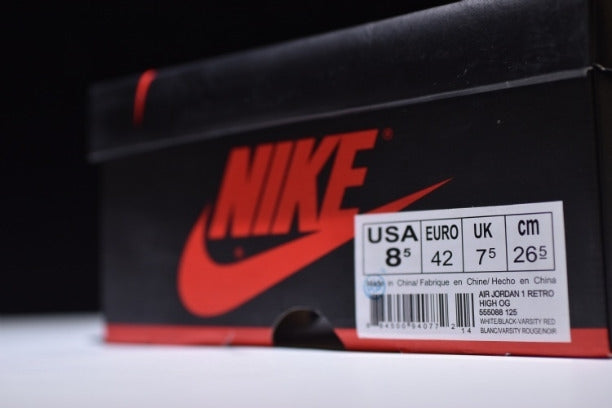 NIKE®
USA EURO UK cm
8⁵ 42 7⁵ 26⁵
Made in China/ Fabrique en Chine/ Hecho en China
AIR JORDAN 1 RETRO
HIGH OG
555088 125
WHITE/BLACK-VARSITY RED
BLANC/VARSITY ROUGE/NOIR